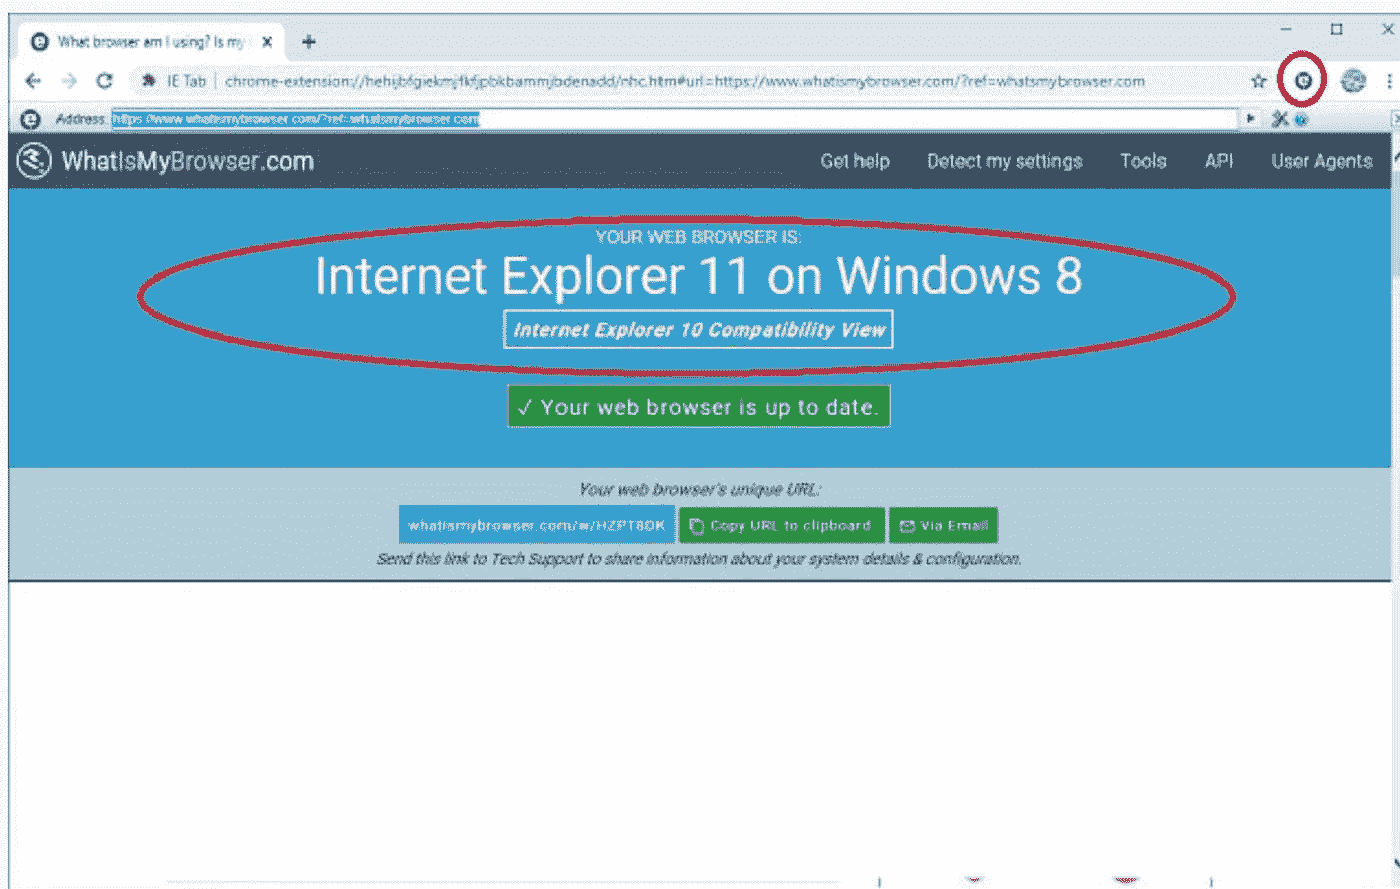 What browser am I using? Is my
IE Tab chrome-extension://hehijbfgiekmjfkfjpbkbammjbdenadd/nhc.htm#url=https://www.whatismybrowser.com/?ref=whatsmybrowser.com
Address: https://www.whatismybrowser.com/?ref=whatsmybrowser.com
WhatIsMyBrowser.com Get help Detect my settings Tools API User Agents
YOUR WEB BROWSER IS:
Internet Explorer 11 on Windows 8
Internet Explorer 10 Compatibility View
✓ Your web browser is up to date.
Your web browser's unique URL:
whatismybrowser.com/w/HZPT8DK Copy URL to clipboard Via Email
Send this link to Tech Support to share information about your system details & configuration.